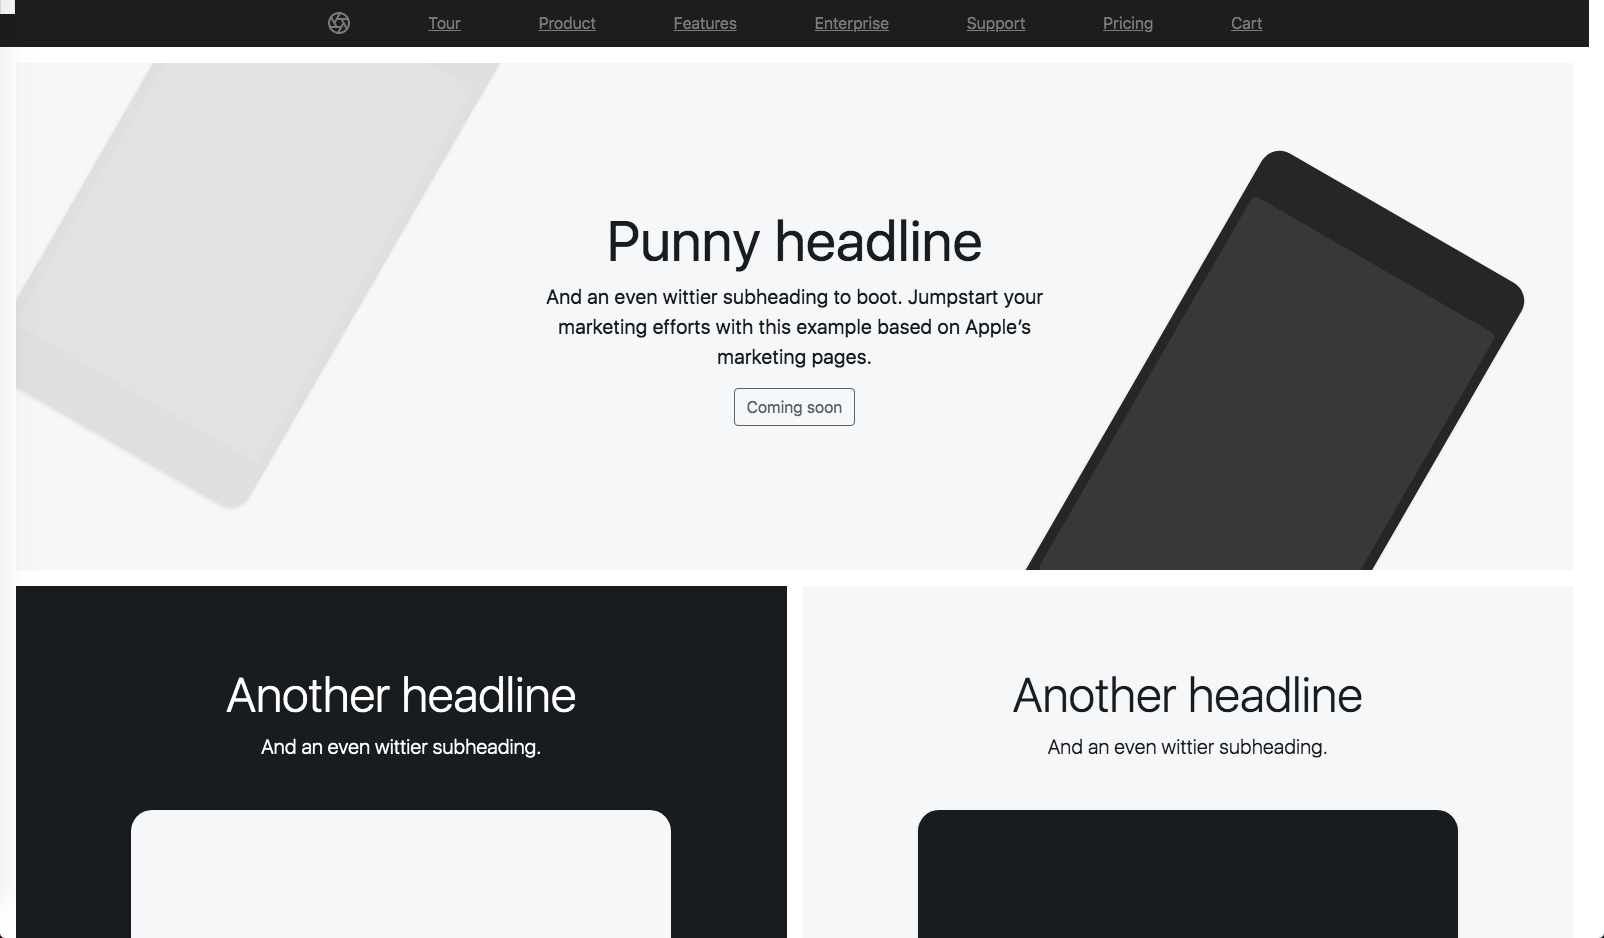 Tour Product Features Enterprise Support Pricing Cart
Punny headline
And an even wittier subheading to boot. Jumpstart your
marketing efforts with this example based on Apple’s
marketing pages.
Coming soon
Another headline
And an even wittier subheading.
Another headline
And an even wittier subheading.